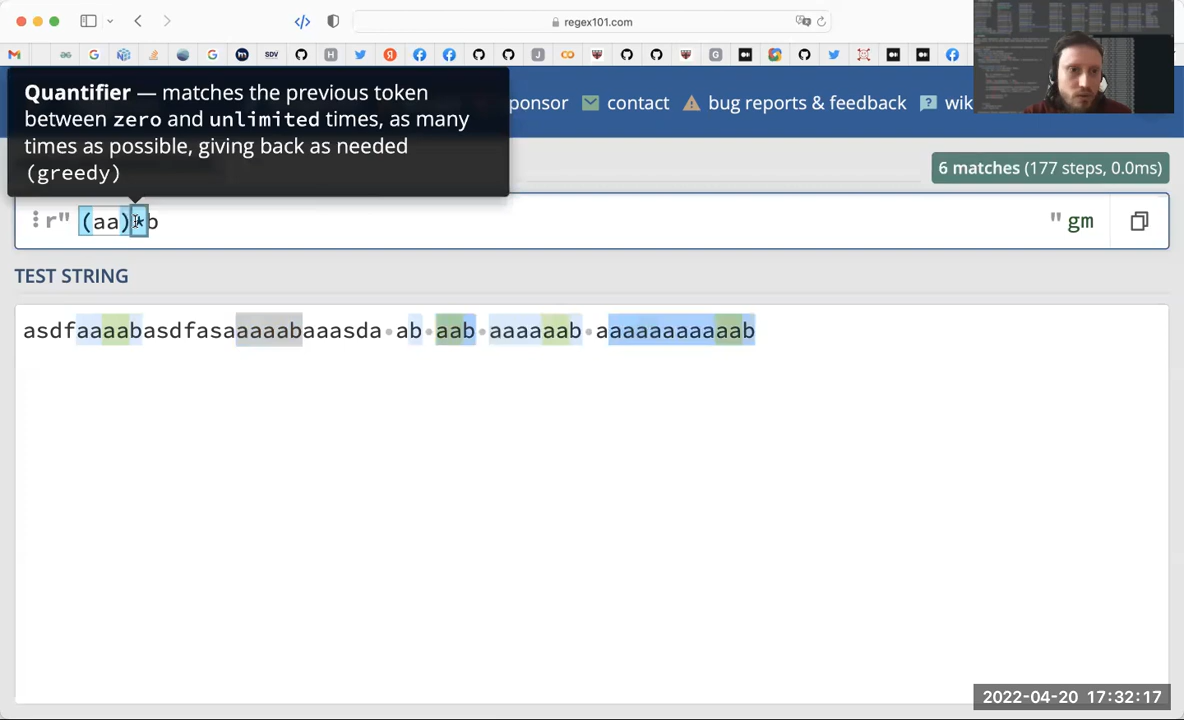 regex101.com
SDV
Quantifier — matches the previous token
between zero and unlimited times, as many
times as possible, giving back as needed
(greedy)
ponsor contact bug reports & feedback wik
6 matches (177 steps, 0.0ms)
r" (aa)*b " gm
TEST STRING
asdfaaaabasdfasaaaaabaaasda·ab·aab·aaaaaab·aaaaaaaaaaab
2022-04-20 17:32:17